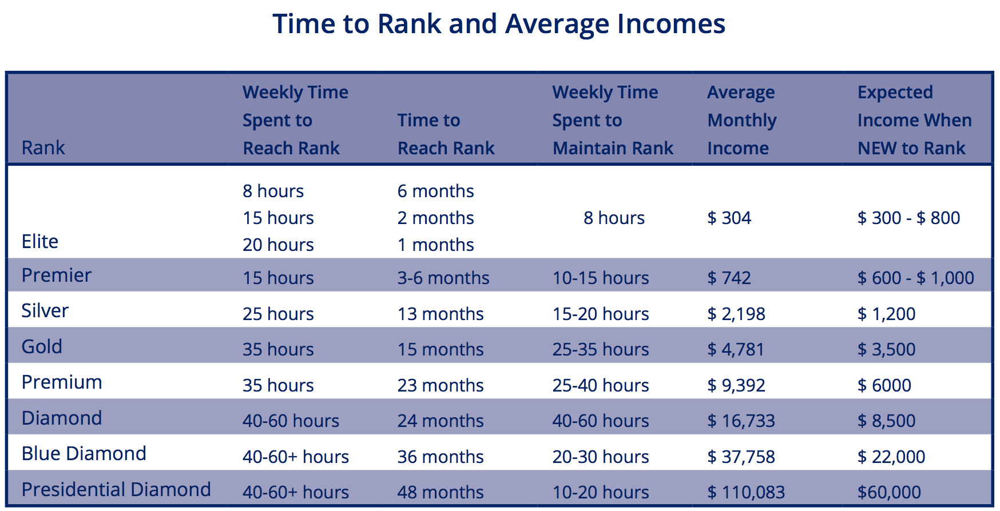 Time to Rank and Average Incomes
Rank
Weekly Time
Spent to
Reach Rank
Time to
Reach Rank
Weekly Time
Spent to
Maintain Rank
Average
Monthly
Income
Expected
Income When
NEW to Rank
Elite
8 hours
15 hours
20 hours
6 months
2 months
1 months
8 hours
$ 304
$ 300 - $ 800
Premier 15 hours 3-6 months 10-15 hours $ 742 $ 600 - $ 1,000
Silver 25 hours 13 months 15-20 hours $ 2,198 $ 1,200
Gold 35 hours 15 months 25-35 hours $ 4,781 $ 3,500
Premium 35 hours 23 months 25-40 hours $ 9,392 $ 6000
Diamond 40-60 hours 24 months 40-60 hours $ 16,733 $ 8,500
Blue Diamond 40-60+ hours 36 months 20-30 hours $ 37,758 $ 22,000
Presidential Diamond 40-60+ hours 48 months 10-20 hours $ 110,083 $60,000